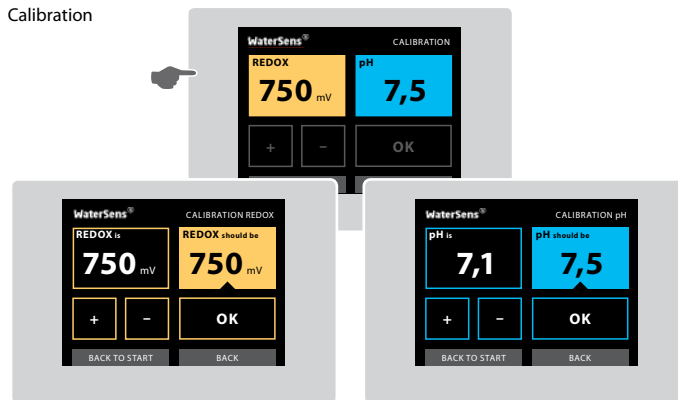 Calibration
WaterSens® CALIBRATION
REDOX pH
750 mV 7,5
+ − OK
WaterSens® CALIBRATION REDOX
REDOX is REDOX should be
750 mV 750 mV
+ − OK
BACK TO START BACK
WaterSens® CALIBRATION pH
pH is pH should be
7,1 7,5
+ − OK
BACK TO START BACK